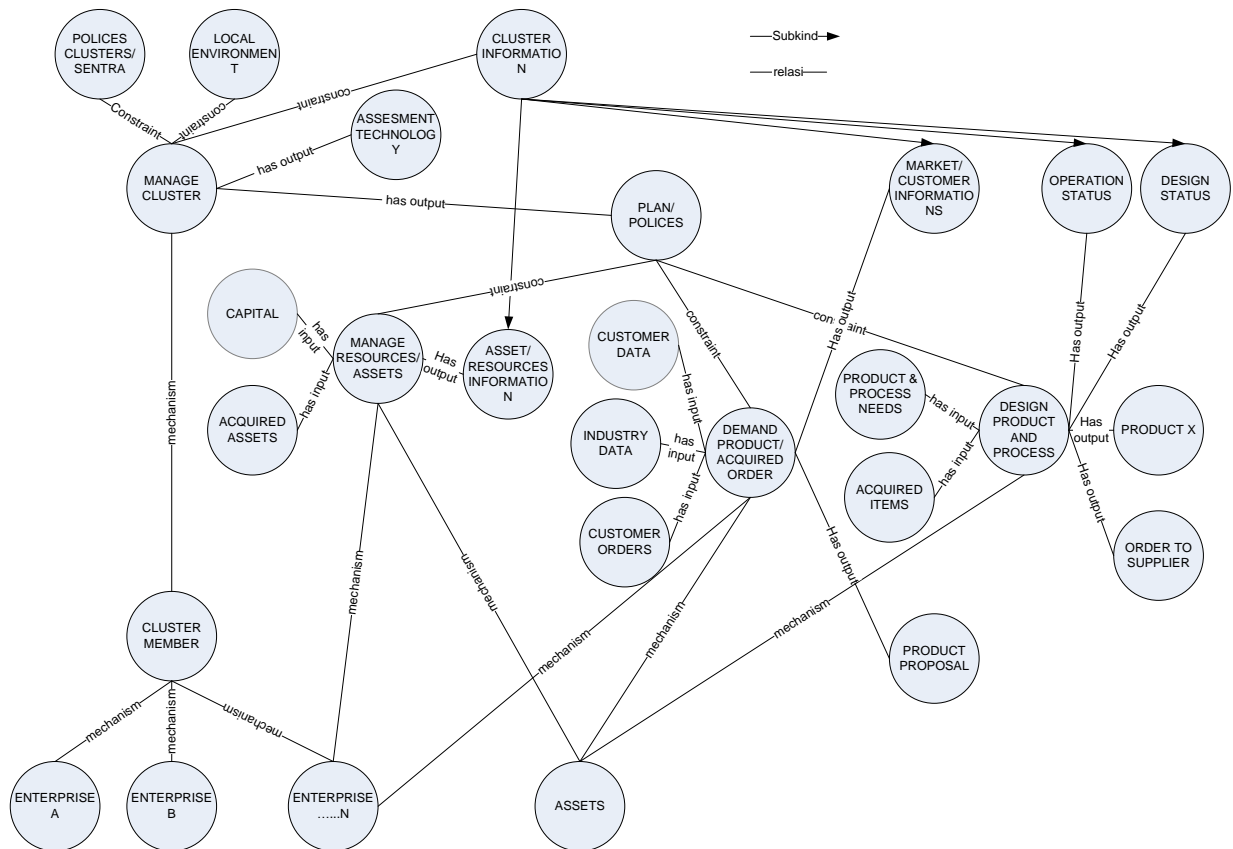 POLICES
CLUSTERS/
SENTRA
LOCAL
ENVIRONMEN
T
CLUSTER
INFORMATIO
N
Subkind
relasi
Constraint
constraint
constraint
ASSESMENT
TECHNOLOG
Y
has output
MANAGE
CLUSTER
has output
PLAN/
POLICES
MARKET/
CUSTOMER
INFORMATIO
NS
OPERATION
STATUS
DESIGN
STATUS
constraint
constraint
constraint
Has output
Has output
Has output
CAPITAL
has
input
MANAGE
RESOURCES/
ASSETS
Has
output
ASSET/
RESOURCES
INFORMATIO
N
ACQUIRED
ASSETS
has input
CUSTOMER
DATA
has input
INDUSTRY
DATA
has
input
CUSTOMER
ORDERS
has input
DEMAND
PRODUCT/
ACQUIRED
ORDER
PRODUCT &
PROCESS
NEEDS
has input
ACQUIRED
ITEMS
has input
DESIGN
PRODUCT
AND
PROCESS
Has
output
PRODUCT X
Has output
ORDER TO
SUPPLIER
Has output
PRODUCT
PROPOSAL
mechanism
mechanism
mechanism
mechanism
mechanism
mechanism
CLUSTER
MEMBER
mechanism
mechanism
mechanism
ENTERPRISE
A
ENTERPRISE
B
ENTERPRISE
…...N
ASSETS